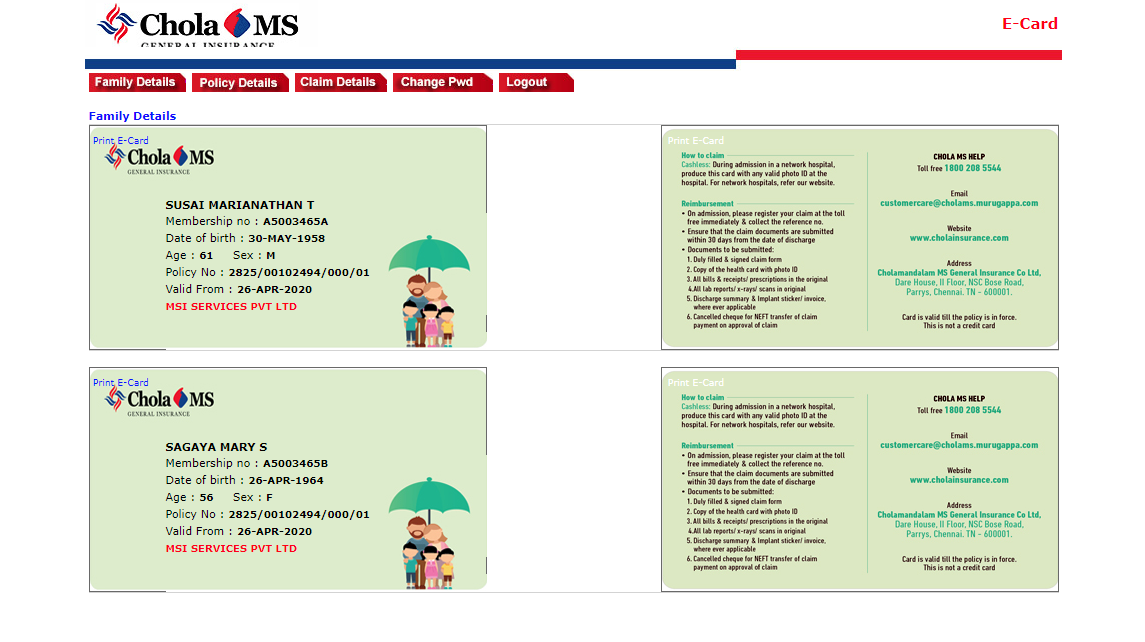 Chola MS
GENERAL INSURANCE
E-Card
Family Details
Policy Details
Claim Details
Change Pwd
Logout
Family Details
Print E-Card
Chola MS
GENERAL INSURANCE
SUSAI MARIANATHAN T
Membership no : A5003465A
Date of birth : 30-MAY-1958
Age : 61 Sex : M
Policy No : 2825/00102494/000/01
Valid From : 26-APR-2020
MSI SERVICES PVT LTD
Print E-Card
How to claim
Cashless: During admission in a network hospital,
produce this card with any valid photo ID at the
hospital. For network hospitals, refer our website.
Reimbursement
• On admission, please register your claim at the toll
free immediately & collect the reference no.
• Ensure that the claim documents are submitted
within 30 days from the date of discharge
• Documents to be submitted:
1. Duly filled & signed claim form
2. Copy of the health card with photo ID
3. All bills & receipts/ prescriptions in the original
4.All lab reports/ x-rays/ scans in original
5. Discharge summary & Implant sticker/ invoice,
where ever applicable
6. Cancelled cheque for NEFT transfer of claim
payment on approval of claim
CHOLA MS HELP
Toll free 1800 208 5544
Email
customercare@cholams.murugappa.com
Website
www.cholainsurance.com
Address
Cholamandalam MS General Insurance Co Ltd,
Dare House, II Floor, NSC Bose Road,
Parrys, Chennai. TN – 600001.
Card is valid till the policy is in force.
This is not a credit card
Print E-Card
Chola MS
GENERAL INSURANCE
SAGAYA MARY S
Membership no : A5003465B
Date of birth : 26-APR-1964
Age : 56 Sex : F
Policy No : 2825/00102494/000/01
Valid From : 26-APR-2020
MSI SERVICES PVT LTD
Print E-Card
How to claim
Cashless: During admission in a network hospital,
produce this card with any valid photo ID at the
hospital. For network hospitals, refer our website.
Reimbursement
• On admission, please register your claim at the toll
free immediately & collect the reference no.
• Ensure that the claim documents are submitted
within 30 days from the date of discharge
• Documents to be submitted:
1. Duly filled & signed claim form
2. Copy of the health card with photo ID
3. All bills & receipts/ prescriptions in the original
4.All lab reports/ x-rays/ scans in original
5. Discharge summary & Implant sticker/ invoice,
where ever applicable
6. Cancelled cheque for NEFT transfer of claim
payment on approval of claim
CHOLA MS HELP
Toll free 1800 208 5544
Email
customercare@cholams.murugappa.com
Website
www.cholainsurance.com
Address
Cholamandalam MS General Insurance Co Ltd,
Dare House, II Floor, NSC Bose Road,
Parrys, Chennai. TN – 600001.
Card is valid till the policy is in force.
This is not a credit card